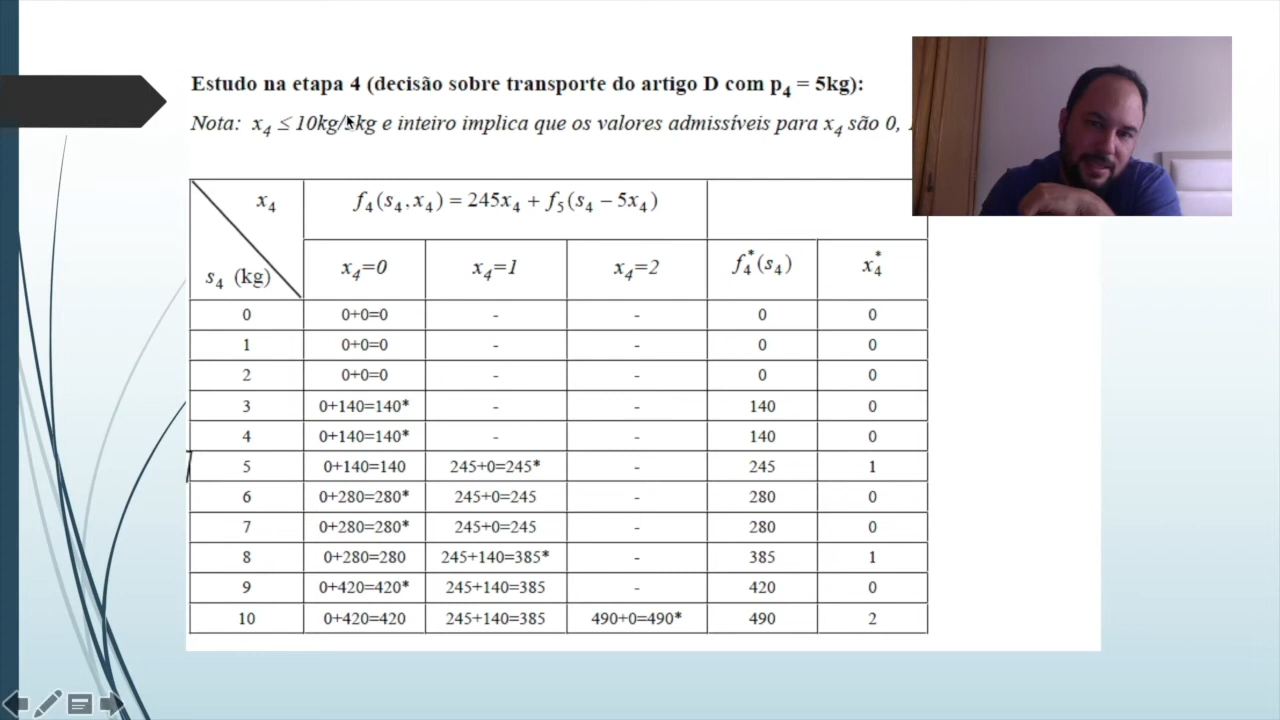 Estudo na etapa 4 (decisão sobre transporte do artigo D com p4 = 5kg):
Nota: x4 ≤ 10kg/5kg e inteiro implica que os valores admissíveis para x4 são 0,
x4 f4(s4,x4) = 245x4 + f5(s4 − 5x4)
s4 (kg) x4=0 x4=1 x4=2 f4*(s4) x4*
0 0+0=0 - - 0 0
1 0+0=0 - - 0 0
2 0+0=0 - - 0 0
3 0+140=140* - - 140 0
4 0+140=140* - - 140 0
5 0+140=140 245+0=245* - 245 1
6 0+280=280* 245+0=245 - 280 0
7 0+280=280* 245+0=245 - 280 0
8 0+280=280 245+140=385* - 385 1
9 0+420=420* 245+140=385 - 420 0
10 0+420=420 245+140=385 490+0=490* 490 2